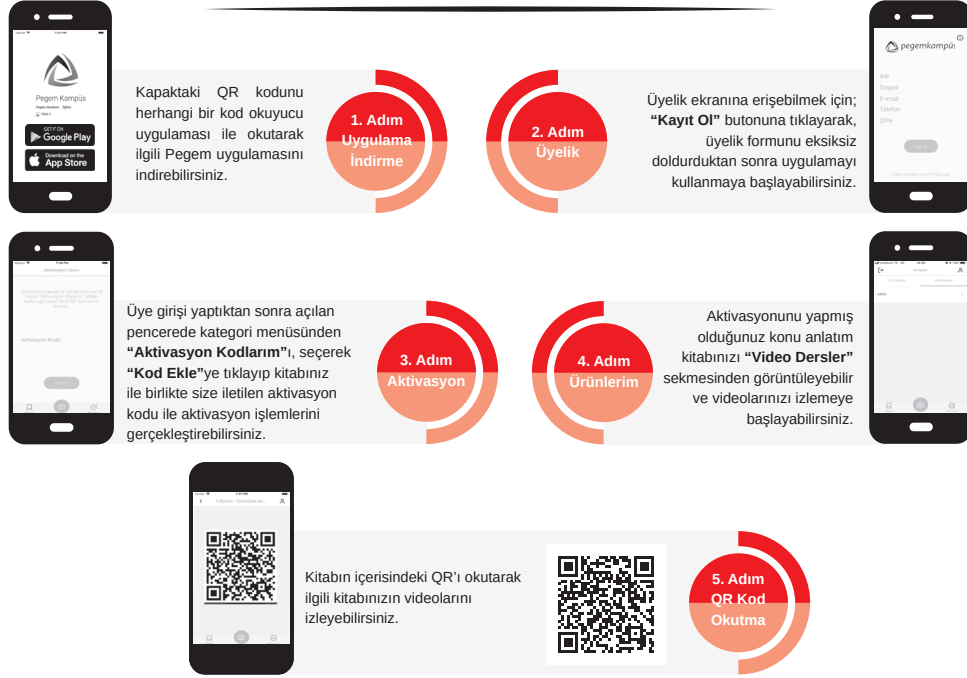 Pegem Kampüs
GET IT ON
Google Play
Download on the
App Store
Kapaktaki QR kodunu
herhangi bir kod okuyucu
uygulaması ile okutarak
ilgili Pegem uygulamasını
indirebilirsiniz.
1. Adım
Uygulama
İndirme
2. Adım
Üyelik
Üyelik ekranına erişebilmek için;
“Kayıt Ol” butonuna tıklayarak,
üyelik formunu eksiksiz
doldurduktan sonra uygulamayı
kullanmaya başlayabilirsiniz.
pegemkampüs
Adı
Soyadı
E-mail
Telefon
Şifre
Aktivasyon Ekranı
Aktivasyon Kodu
Üye girişi yaptıktan sonra açılan
pencerede kategori menüsünden
“Aktivasyon Kodlarım”ı, seçerek
“Kod Ekle”ye tıklayıp kitabınız
ile birlikte size iletilen aktivasyon
kodu ile aktivasyon işlemlerini
gerçekleştirebilirsiniz.
3. Adım
Aktivasyon
4. Adım
Ürünlerim
Aktivasyonunu yapmış
olduğunuz konu anlatım
kitabınızı “Video Dersler”
sekmesinden görüntüleyebilir
ve videolarınızı izlemeye
başlayabilirsiniz.
Kitabın içerisindeki QR’ı okutarak
ilgili kitabınızın videolarını
izleyebilirsiniz.
5. Adım
QR Kod
Okutma